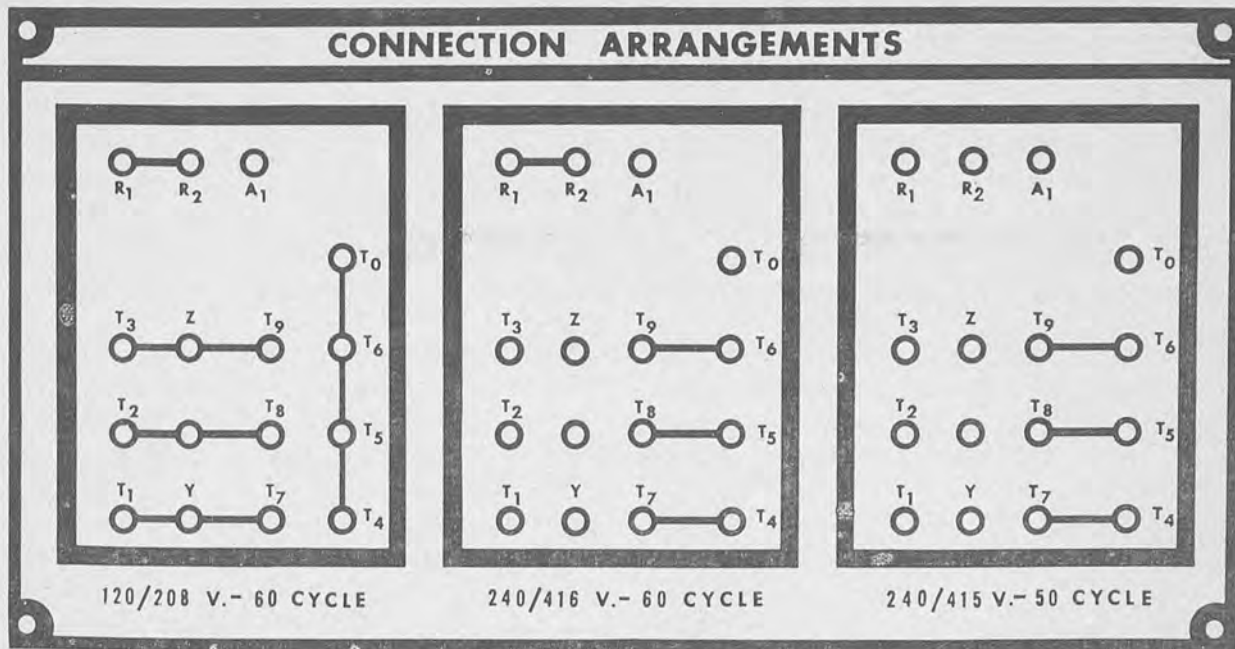 CONNECTION ARRANGEMENTS
R1 R2 A1
T0
T3 Z T9
T6
T2 T8
T5
T1 Y T7
T4
120/208 V.- 60 CYCLE
R1 R2 A1
T0
T3 Z T9
T6
T2 T8
T5
T1 Y T7
T4
240/416 V.- 60 CYCLE
R1 R2 A1
T0
T3 Z T9
T6
T2 T8
T5
T1 Y T7
T4
240/415 V.- 50 CYCLE